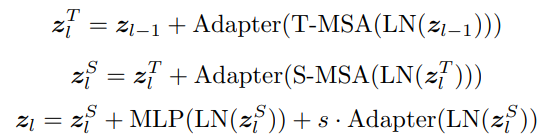 z_l^T = z_{l−1} + Adapter(T-MSA(LN(z_{l−1})))
z_l^S = z_l^T + Adapter(S-MSA(LN(z_l^T)))
z_l = z_l^S + MLP(LN(z_l^S)) + s · Adapter(LN(z_l^S))